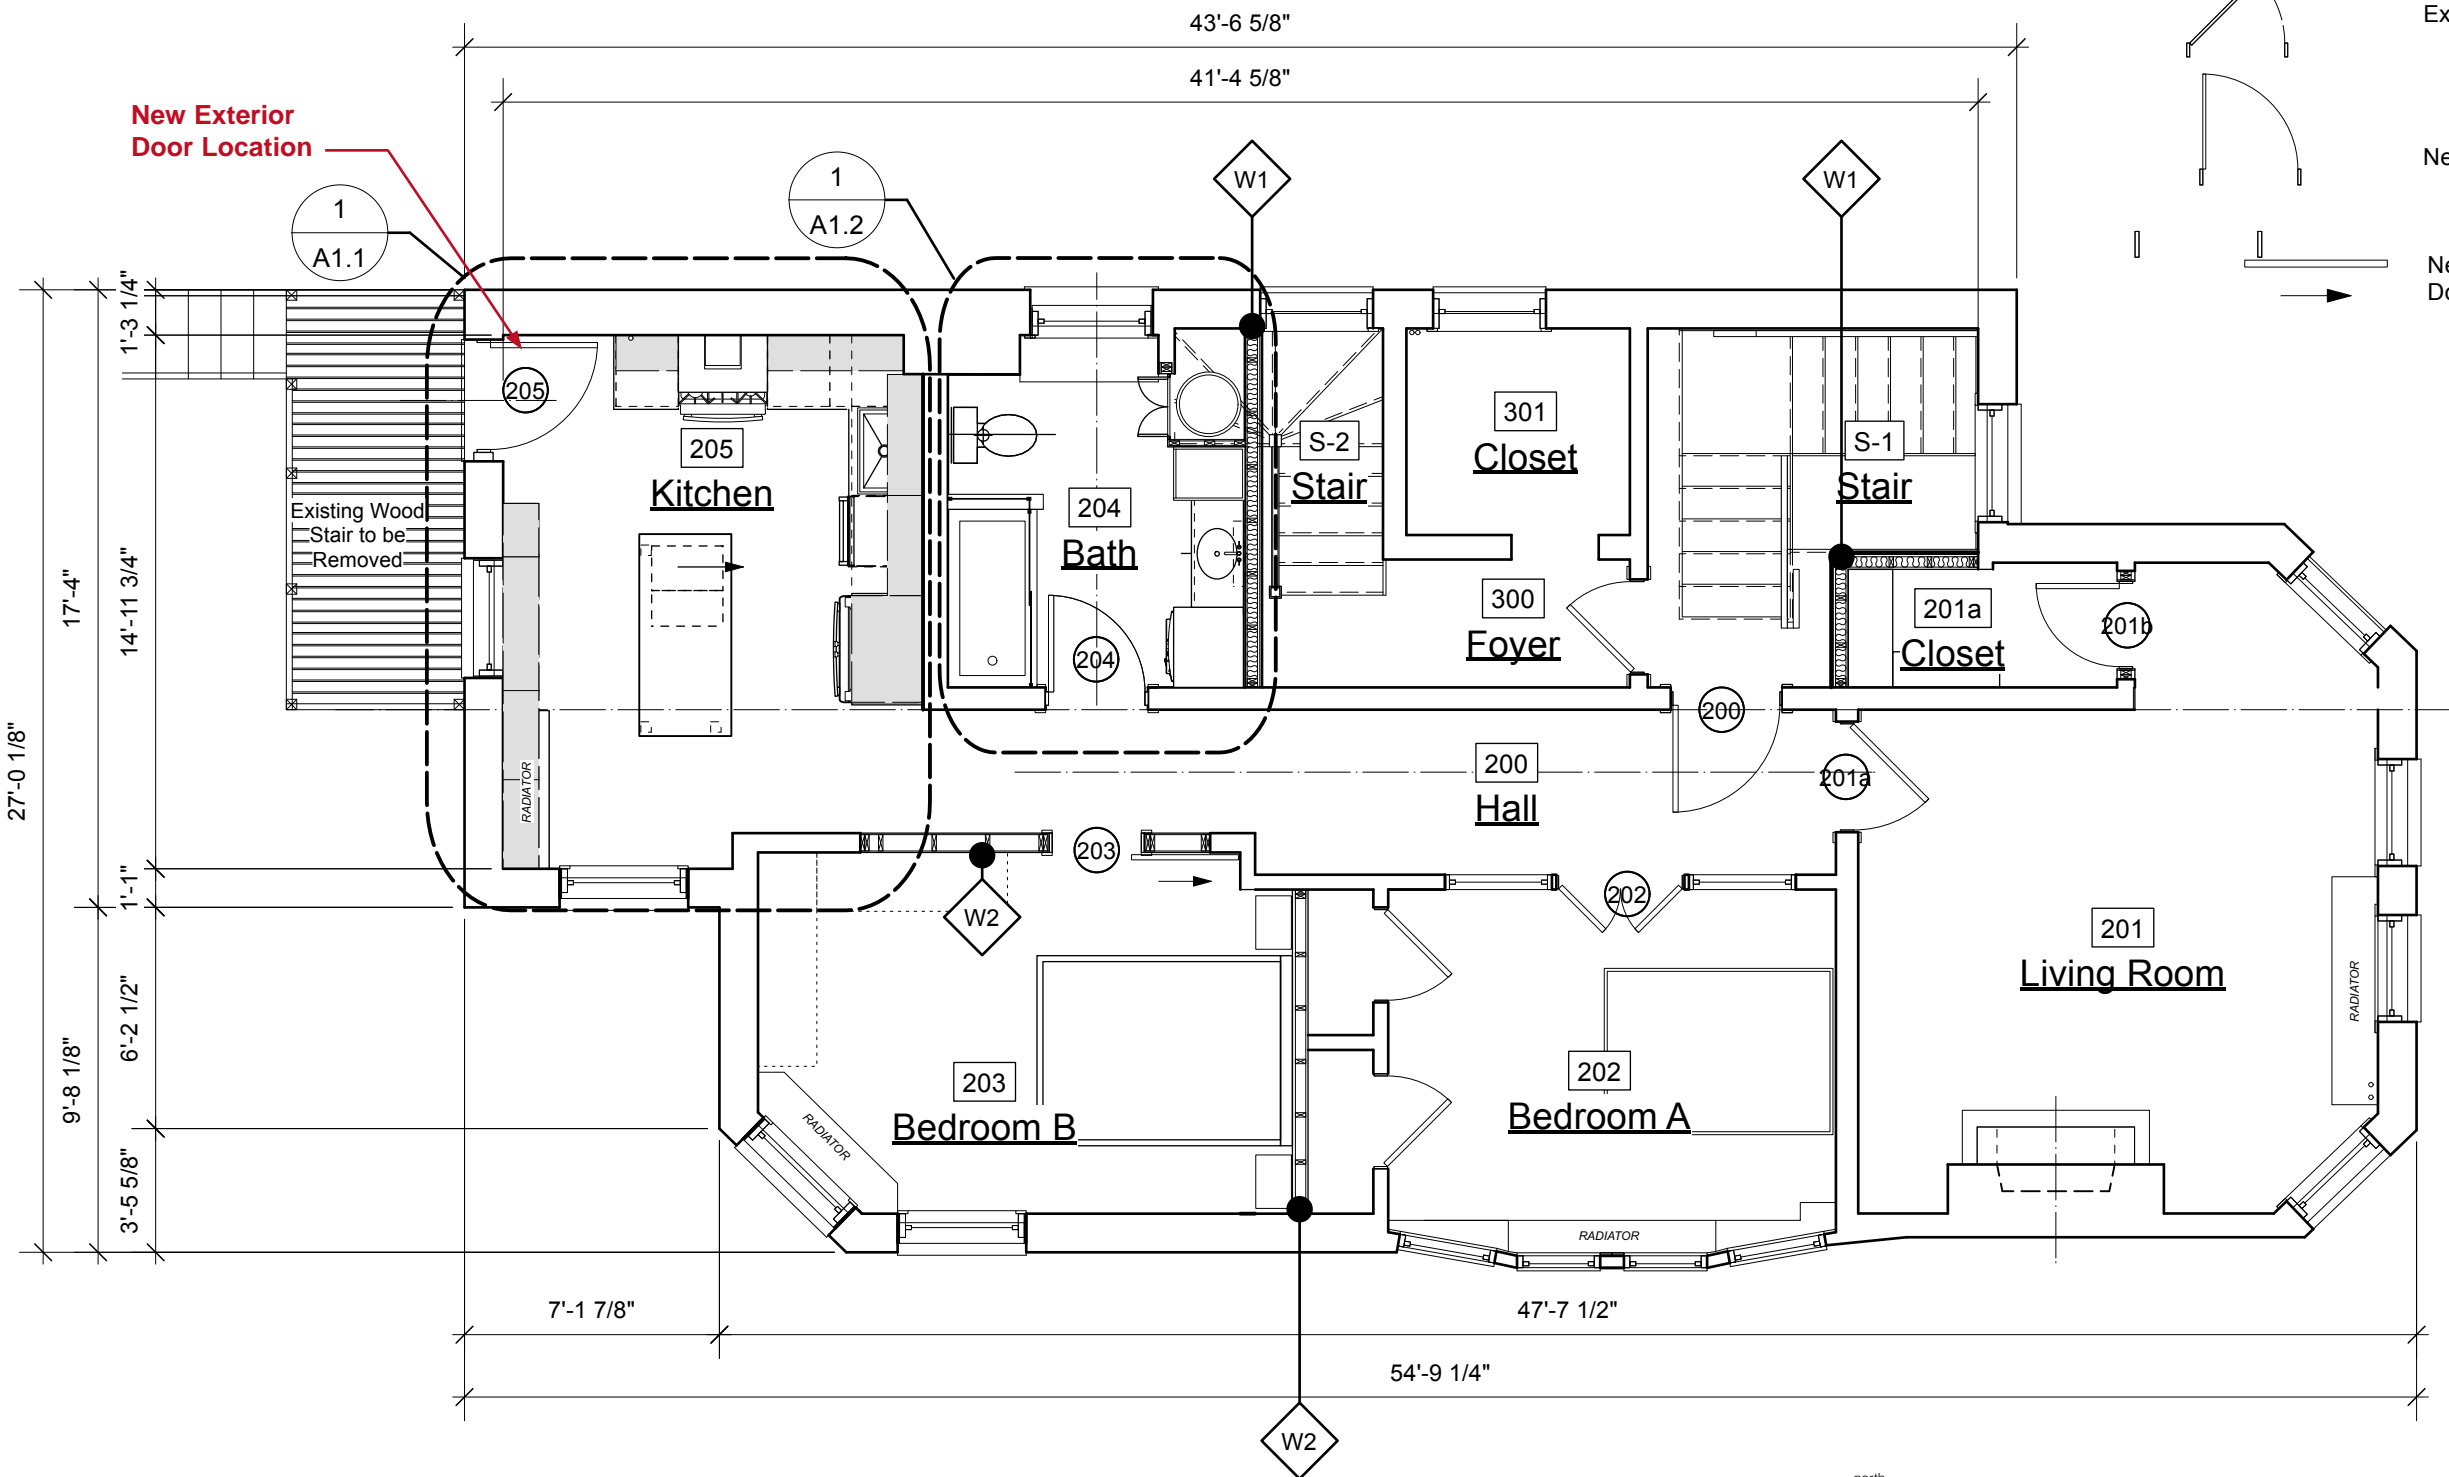 43'-6 5/8"
41'-4 5/8"
New Exterior
Door Location
1
A1.1
1
A1.2
W1
W1
205
205
Kitchen
Existing Wood
Stair to be
Removed
RADIATOR
204
Bath
204
S-2
Stair
301
Closet
300
Foyer
S-1
Stair
201a
Closet
201b
200
200
Hall
201a
203
W2
202
203
Bedroom B
RADIATOR
202
Bedroom A
RADIATOR
201
Living Room
RADIATOR
1'-3 1/4"
14'-11 3/4"
17'-4"
27'-0 1/8"
1'-1"
6'-2 1/2"
9'-8 1/8"
3'-5 5/8"
7'-1 7/8"
47'-7 1/2"
54'-9 1/4"
W2
Ex
Ne
Ne
Do